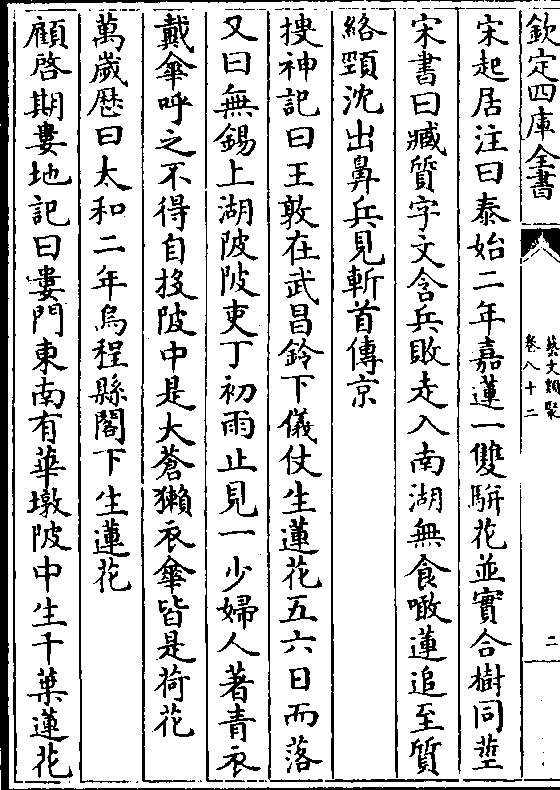 欽定四庫全書
藝文類聚
卷八十二
二
宋起居注曰泰始二年嘉蓮一雙駢花並實合樹同莖
宋書曰臧質字文含兵敗走入南湖無食噉蓮追至質
絡頸沈出鼻兵見斬首傳京
搜神記曰王敦在武昌鈴下儀仗生蓮花五六日而落
又曰無錫上湖陂陂吏丁初雨止見一少婦人著青衣
戴傘呼之不得自投陂中是大蒼獺衣傘皆是荷花
萬歲歴曰太和二年烏程縣閣下生蓮花
顧啓期婁地記曰婁門東南有華墩陂中生千葉蓮花